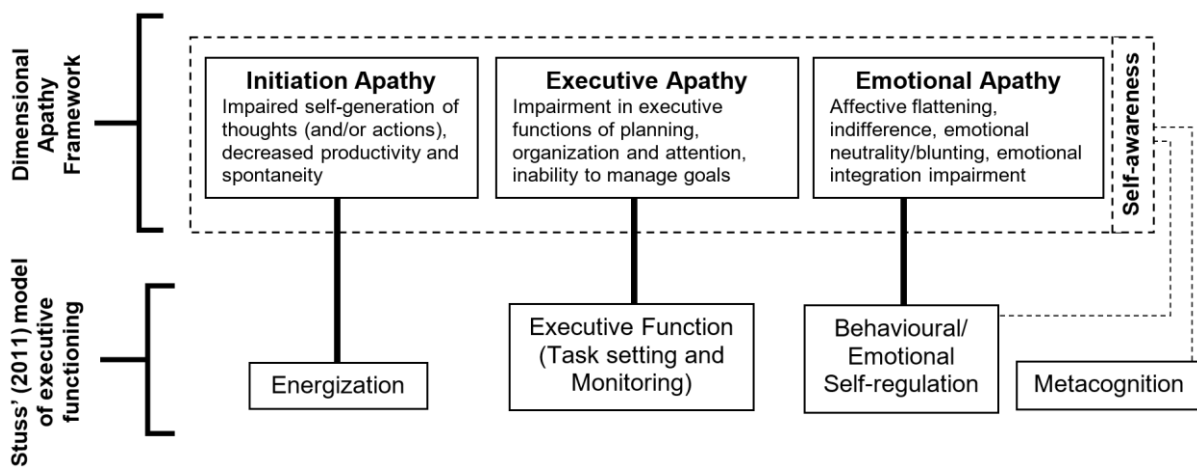 Dimensional
Apathy
Framework
Initiation Apathy
Impaired self-generation of
thoughts (and/or actions),
decreased productivity and
spontaneity
Executive Apathy
Impairment in executive
functions of planning,
organization and attention,
inability to manage goals
Emotional Apathy
Affective flattening,
indifference, emotional
neutrality/blunting, emotional
integration impairment
Self-awareness
Stuss’ (2011) model
of executive
functioning
Energization
Executive Function
(Task setting and
Monitoring)
Behavioural/
Emotional
Self-regulation
Metacognition